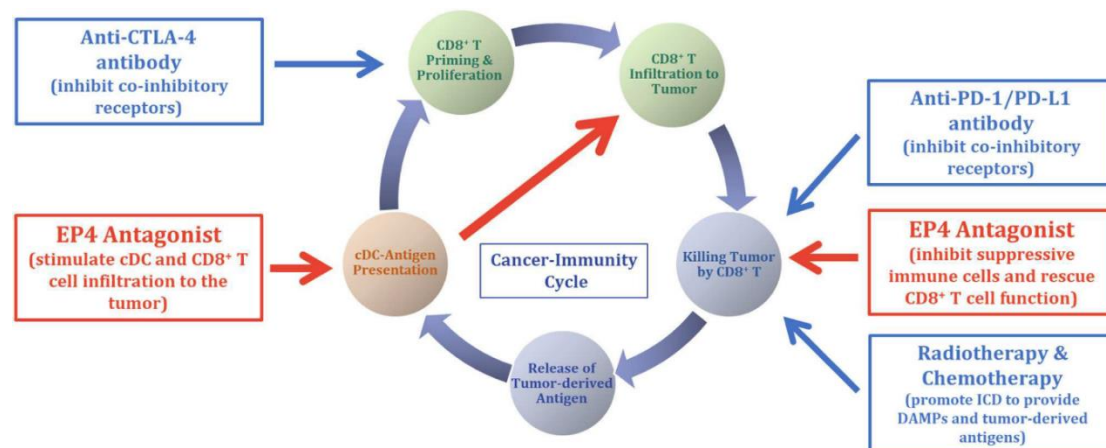 Anti-CTLA-4
antibody
(inhibit co-inhibitory
receptors)
CD8⁺ T
Priming &
Proliferation
CD8⁺ T
Infiltration to
Tumor
Anti-PD-1/PD-L1
antibody
(inhibit co-inhibitory
receptors)
EP4 Antagonist
(stimulate cDC and CD8⁺ T
cell infiltration to the
tumor)
cDC-Antigen
Presentation
Cancer-Immunity
Cycle
Killing Tumor
by CD8⁺ T
EP4 Antagonist
(inhibit suppressive
immune cells and rescue
CD8⁺ T cell function)
Release of
Tumor-derived
Antigen
Radiotherapy &
Chemotherapy
(promote ICD to provide
DAMPs and tumor-derived
antigens)